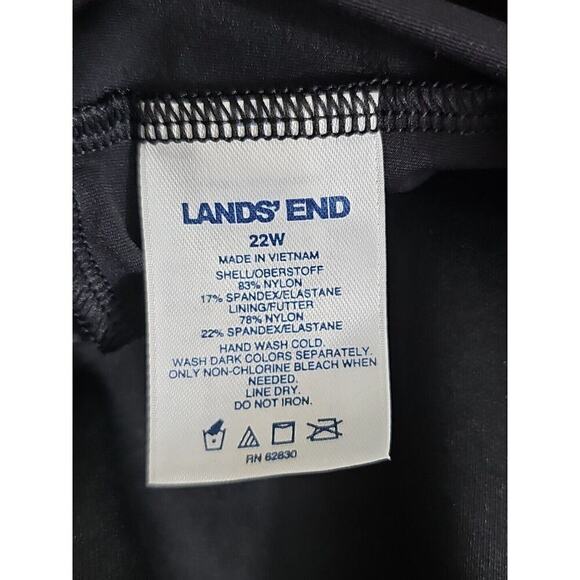 LANDS' END
22W
MADE IN VIETNAM
SHELL/OBERSTOFF
83% NYLON
17% SPANDEX/ELASTANE
LINING/FUTTER
78% NYLON
22% SPANDEX/ELASTANE
HAND WASH COLD.
WASH DARK COLORS SEPARATELY.
ONLY NON-CHLORINE BLEACH WHEN
NEEDED.
LINE DRY.
DO NOT IRON.
RN 62830